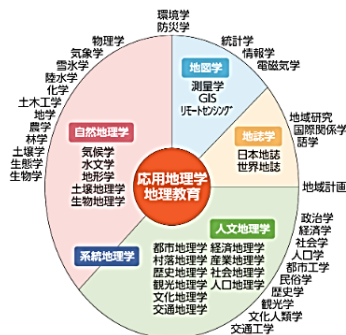 環境学
防災学
物理学
気象学
雪氷学
陸水学
化学
土木工学
地学
農学
林学
土壌学
生態学
生物学
統計学
情報学
電磁気学
地図学
測量学
GIS
リモートセンシング
地域研究
国際関係学
語学
地誌学
日本地誌
世界地誌
自然地理学
気候学
水文学
地形学
土壌地理学
生物地理学
応用地理学
地理教育
地域計画
系統地理学
人文地理学
都市地理学 経済地理学
村落地理学 産業地理学
歴史地理学 社会地理学
観光地理学 人口地理学
文化地理学
交通地理学
政治学
経済学
社会学
人口学
都市工学
民俗学
歴史学
観光学
文化人類学
交通工学